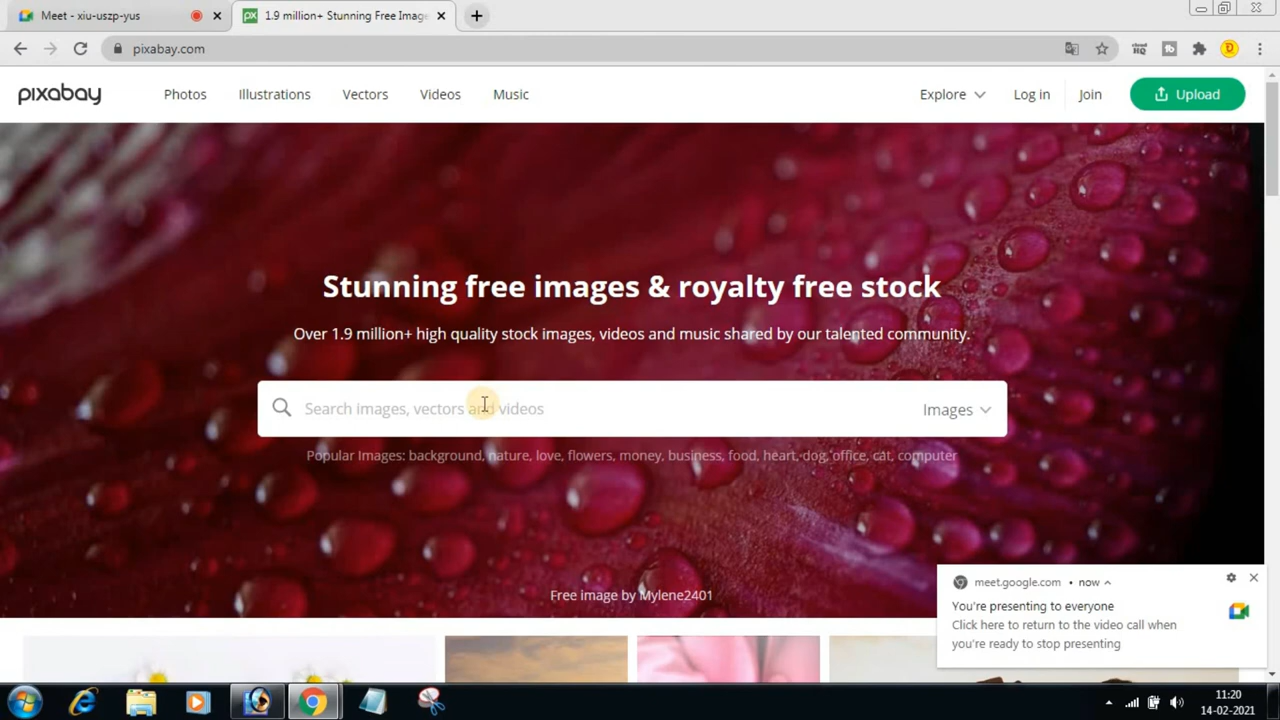 Meet - xiu-uszp-yus
1.9 million+ Stunning Free Image
pixabay.com
pixabay
Photos
Illustrations
Vectors
Videos
Music
Explore
Log in
Join
Upload
Stunning free images & royalty free stock
Over 1.9 million+ high quality stock images, videos and music shared by our talented community.
Search images, vectors and videos
Images
Popular Images: background, nature, love, flowers, money, business, food, heart, dog, office, cat, computer
Free image by Mylene2401
meet.google.com • now
You're presenting to everyone
Click here to return to the video call when
you're ready to stop presenting
11:20
14-02-2021